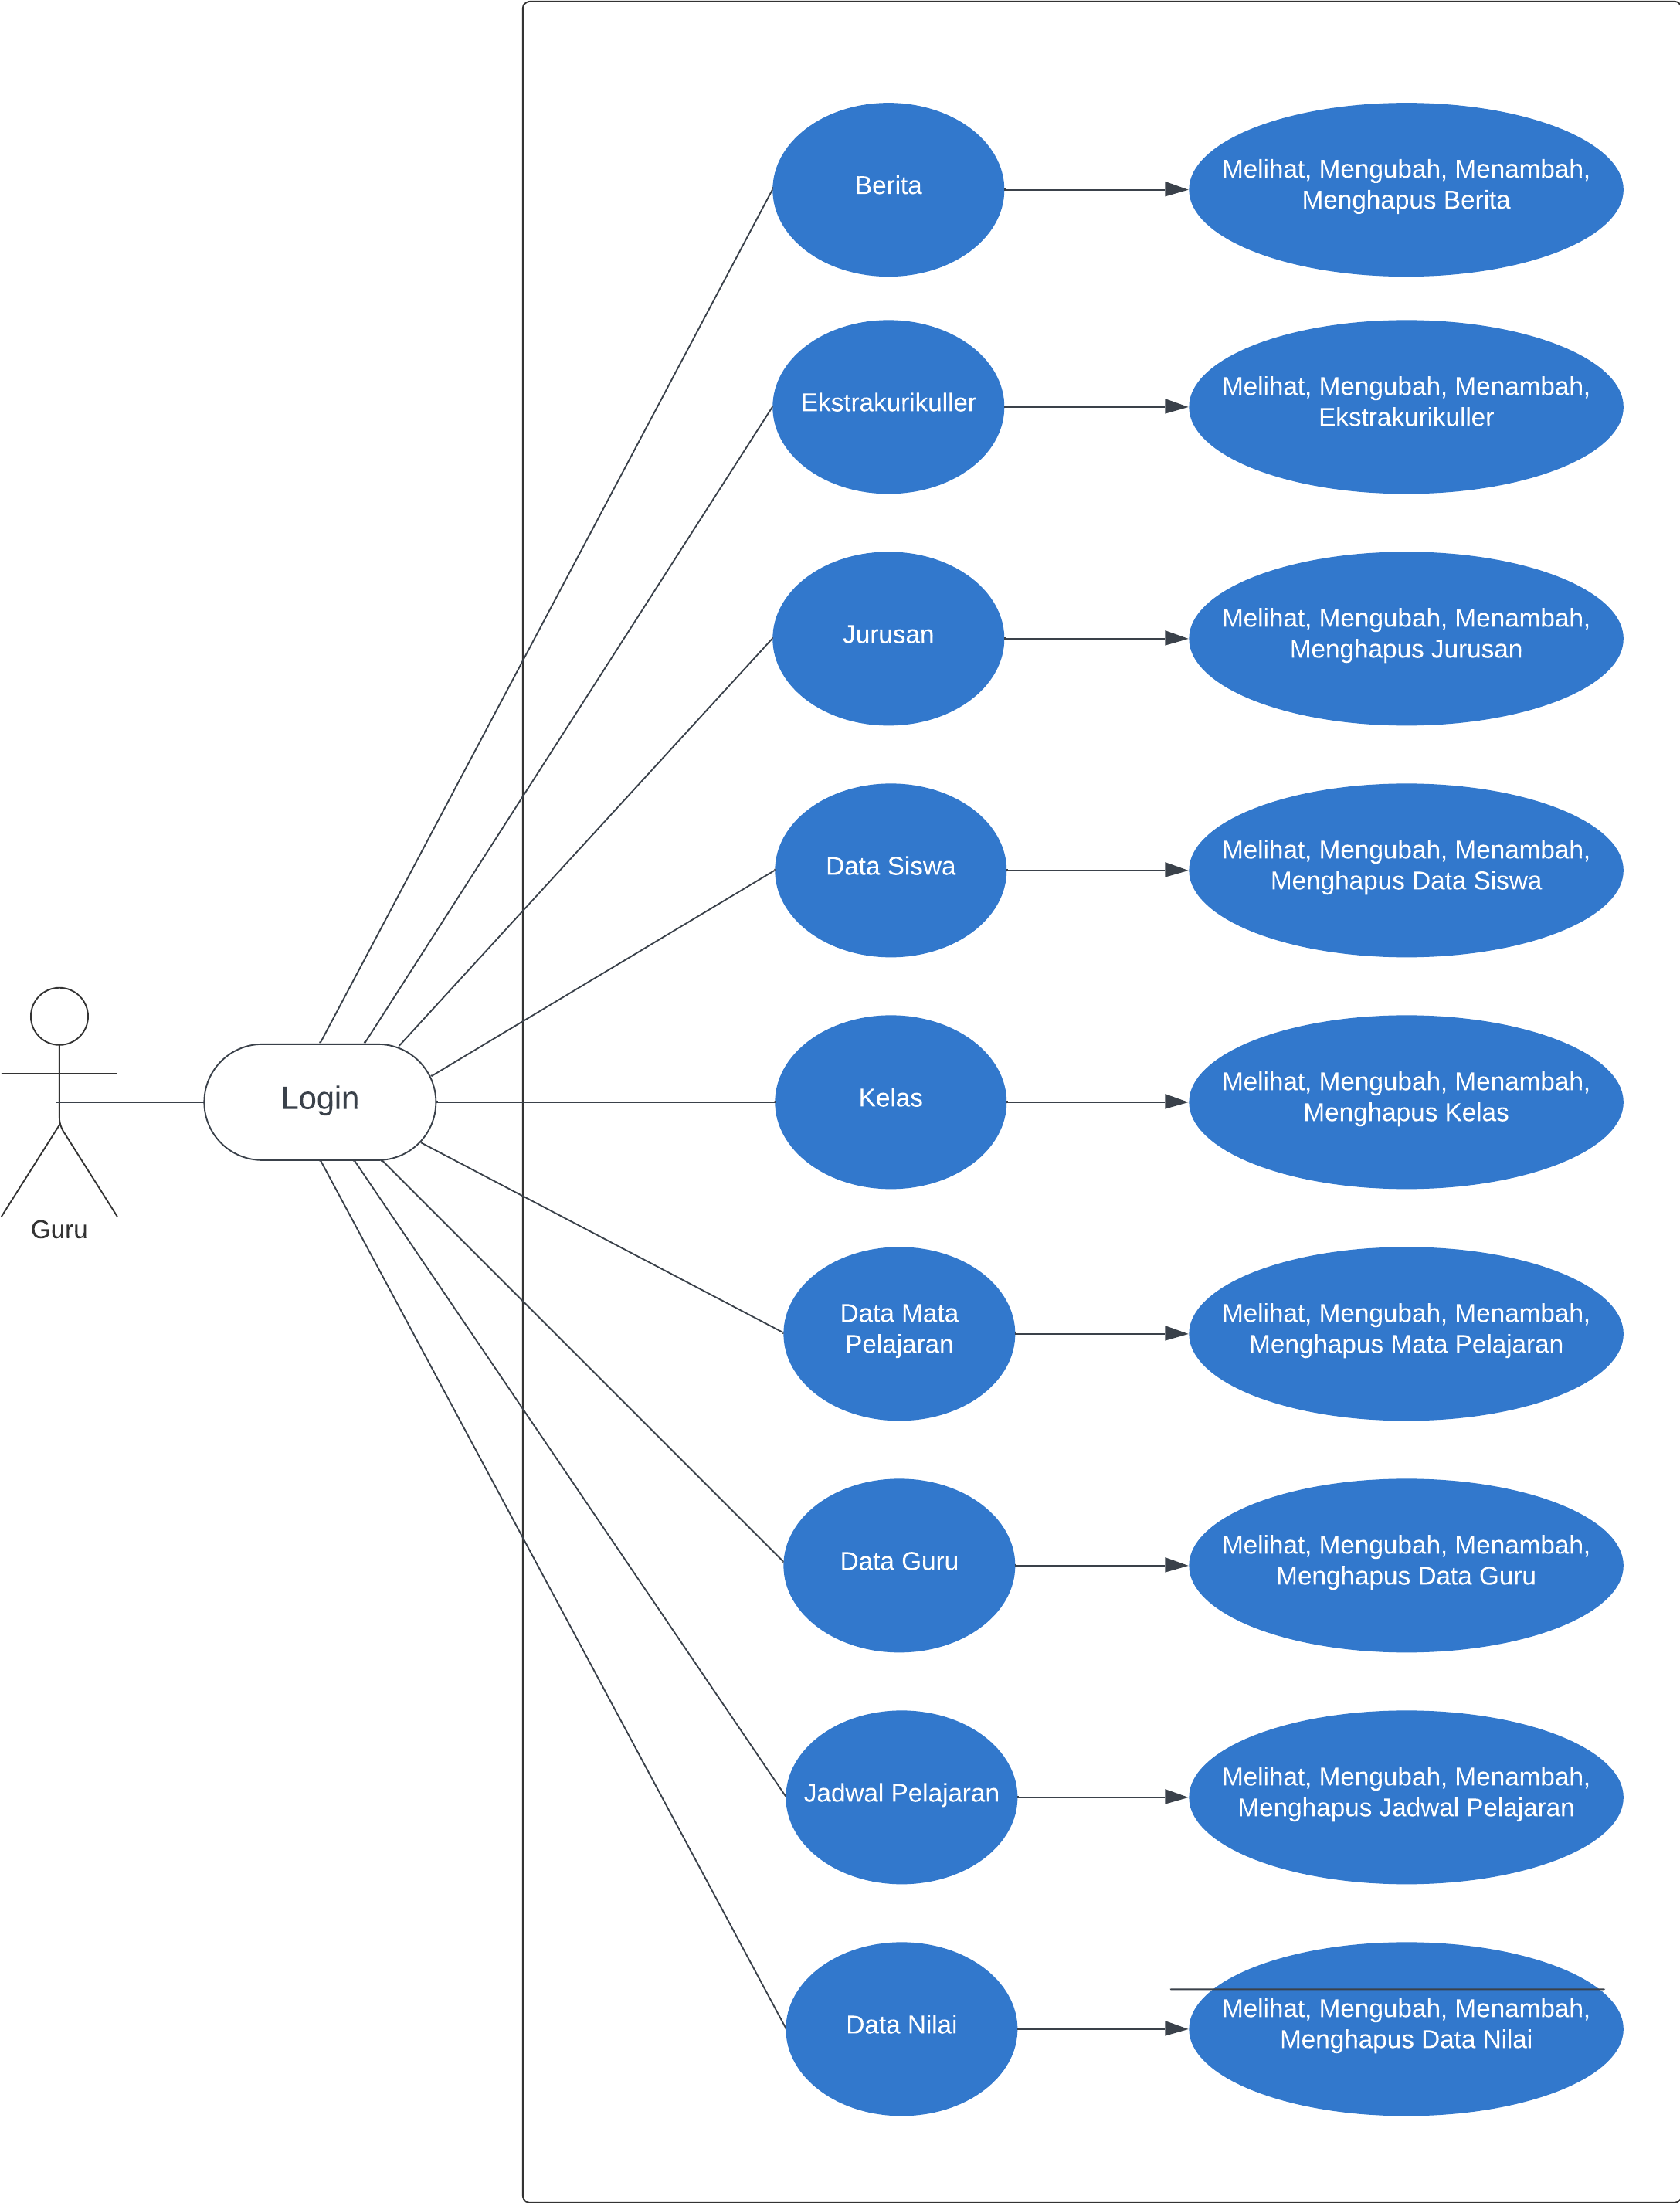 Berita
Melihat, Mengubah, Menambah,
Menghapus Berita
Ekstrakurikuller
Melihat, Mengubah, Menambah,
Ekstrakurikuller
Jurusan
Melihat, Mengubah, Menambah,
Menghapus Jurusan
Data Siswa
Melihat, Mengubah, Menambah,
Menghapus Data Siswa
Guru
Login
Kelas
Melihat, Mengubah, Menambah,
Menghapus Kelas
Data Mata
Pelajaran
Melihat, Mengubah, Menambah,
Menghapus Mata Pelajaran
Data Guru
Melihat, Mengubah, Menambah,
Menghapus Data Guru
Jadwal Pelajaran
Melihat, Mengubah, Menambah,
Menghapus Jadwal Pelajaran
Data Nilai
Melihat, Mengubah, Menambah,
Menghapus Data Nilai